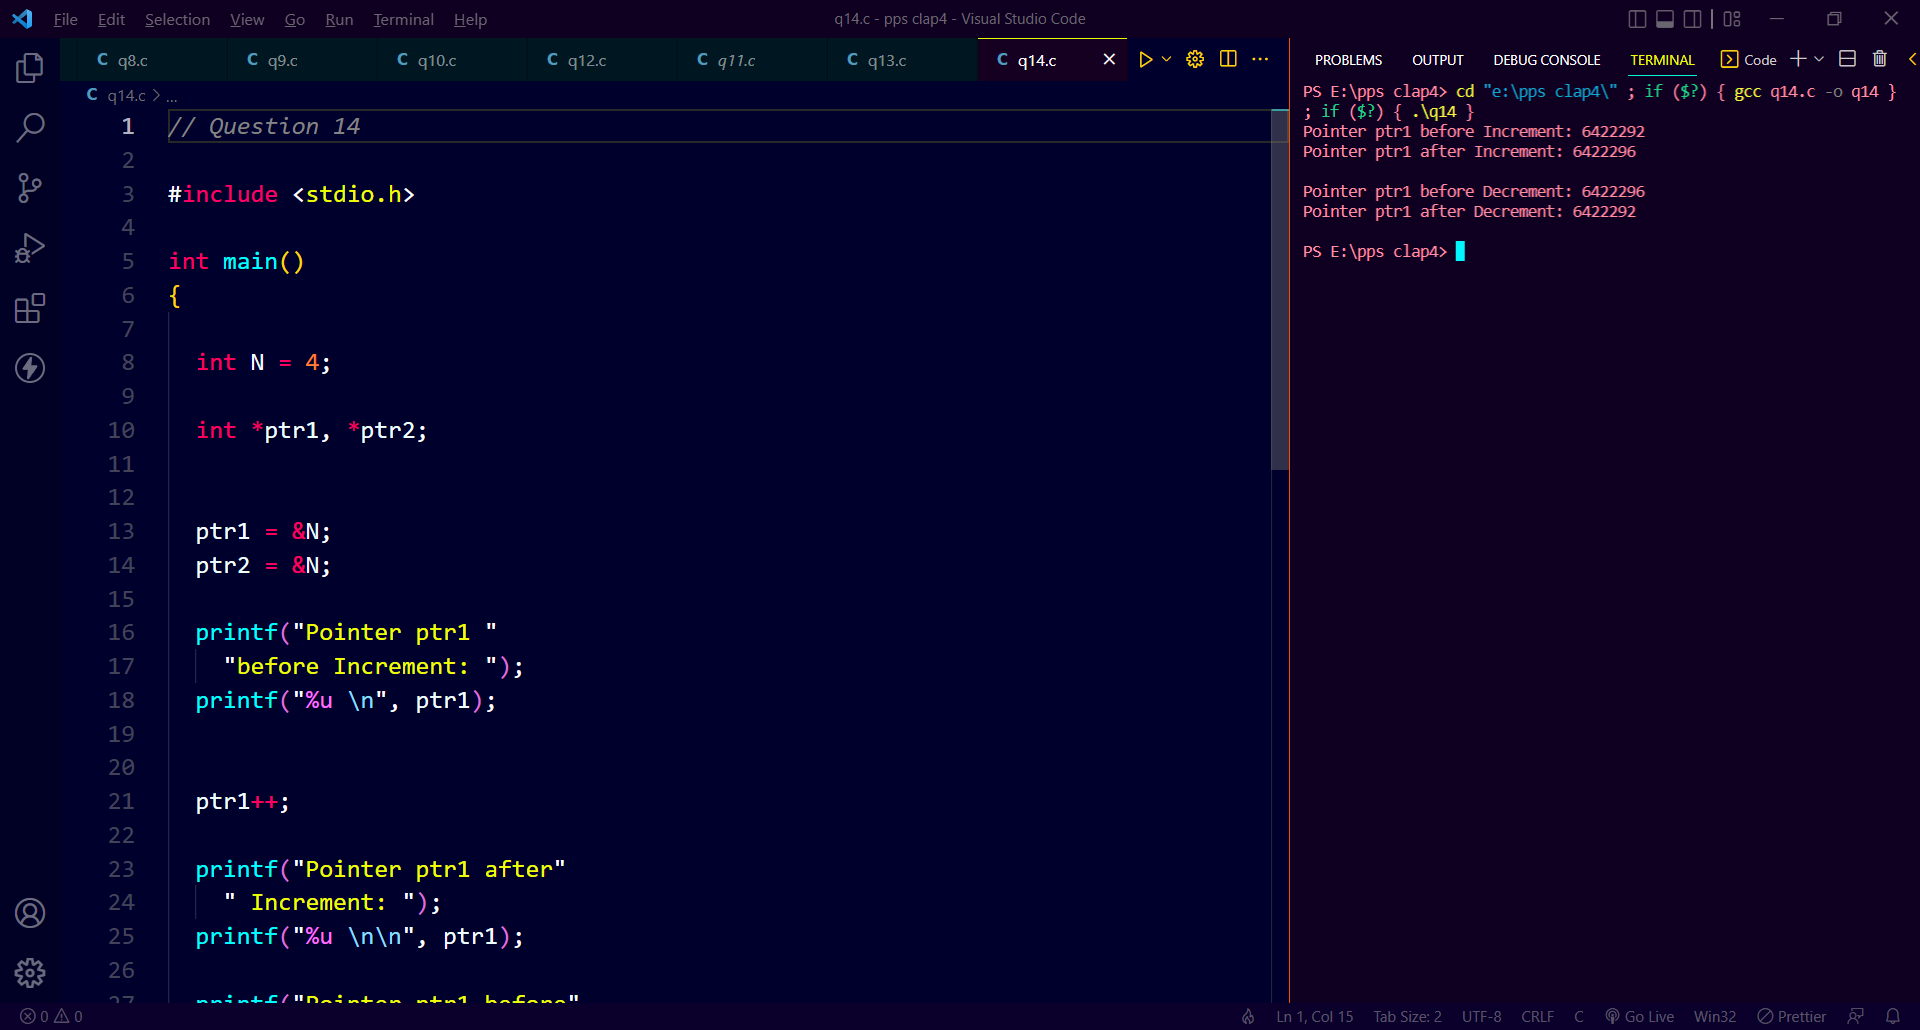 File Edit Selection View Go Run Terminal Help q14.c - pps clap4 - Visual Studio Code
C q8.c C q9.c C q10.c C q12.c C q11.c C q13.c C q14.c
C q14.c > ...
1 // Question 14
2
3 #include <stdio.h>
4
5 int main()
6 {
7
8 int N = 4;
9
10 int *ptr1, *ptr2;
11
12
13 ptr1 = &N;
14 ptr2 = &N;
15
16 printf("Pointer ptr1 "
17 "before Increment: ");
18 printf("%u \n", ptr1);
19
20
21 ptr1++;
22
23 printf("Pointer ptr1 after"
24 " Increment: ");
25 printf("%u \n\n", ptr1);
26
27 printf("Pointer ptr1 before"
PROBLEMS OUTPUT DEBUG CONSOLE TERMINAL Code
PS E:\pps clap4> cd "e:\pps clap4\" ; if ($?) { gcc q14.c -o q14 }
; if ($?) { .\q14 }
Pointer ptr1 before Increment: 6422292
Pointer ptr1 after Increment: 6422296
Pointer ptr1 before Decrement: 6422296
Pointer ptr1 after Decrement: 6422292
PS E:\pps clap4>
0 0 Ln 1, Col 15 Tab Size: 2 UTF-8 CRLF C Go Live Win32 Prettier